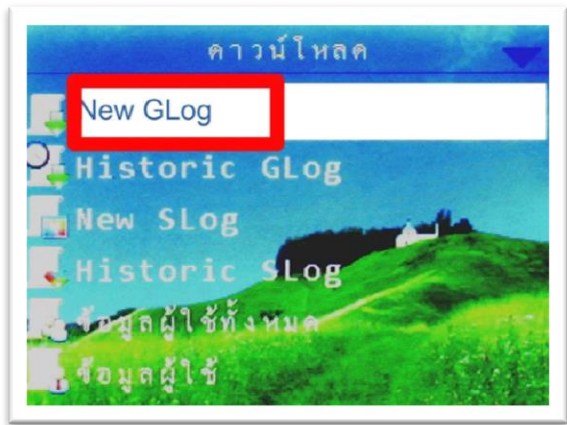 ดาวน์โหลด
New GLog
Historic GLog
New SLog
Historic SLog
ข้อมูลผู้ใช้ทั้งหมด
ข้อมูลผู้ใช้